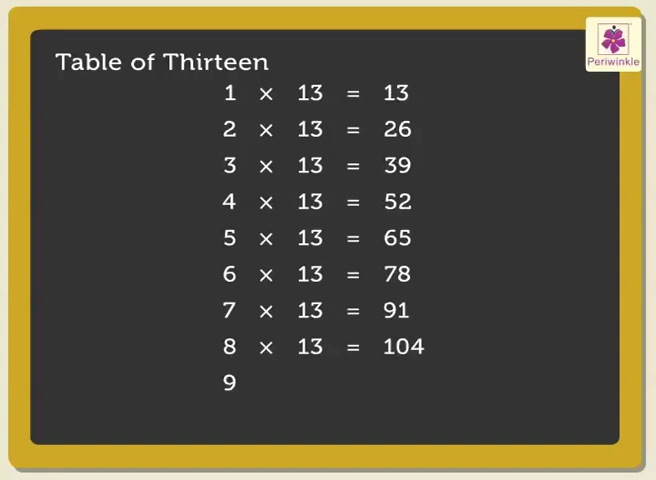 Table of Thirteen
Periwinkle
1 × 13 = 13
2 × 13 = 26
3 × 13 = 39
4 × 13 = 52
5 × 13 = 65
6 × 13 = 78
7 × 13 = 91
8 × 13 = 104
9